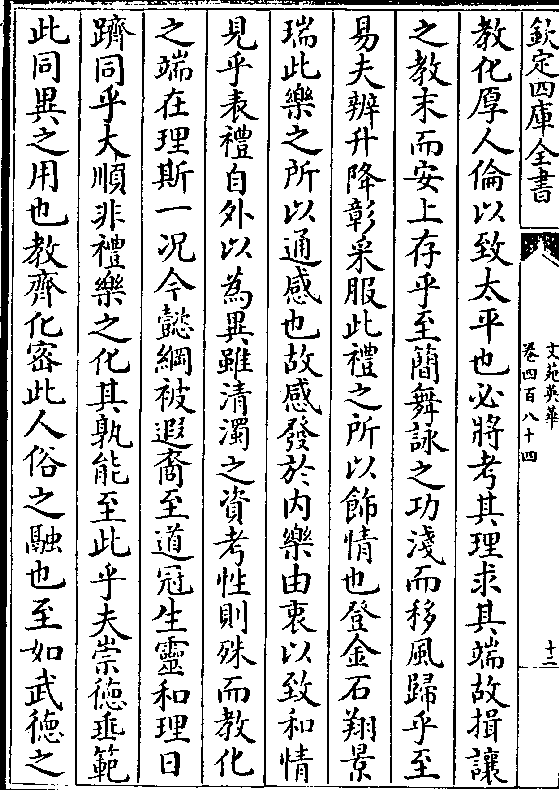 欽定四庫全書
文苑英華
卷四百八十四
十三
教化厚人倫以致太平也必將考其理求其端故揖讓
之教末而安上存乎至簡舞詠之功淺而移風歸乎至
易夫辨升降彰采服此禮之所以飾情也登金石翔景
瑞此樂之所以通感也故感發於内樂由衷以致和情
見乎表禮自外以為異雖清濁之資考性則殊而教化
之端在理斯一况今懿綱被遐裔至道冠生靈和理日
躋同乎大順非禮樂之化其孰能至此乎夫崇德垂範
此同異之用也教齊化密此人俗之融也至如武德之